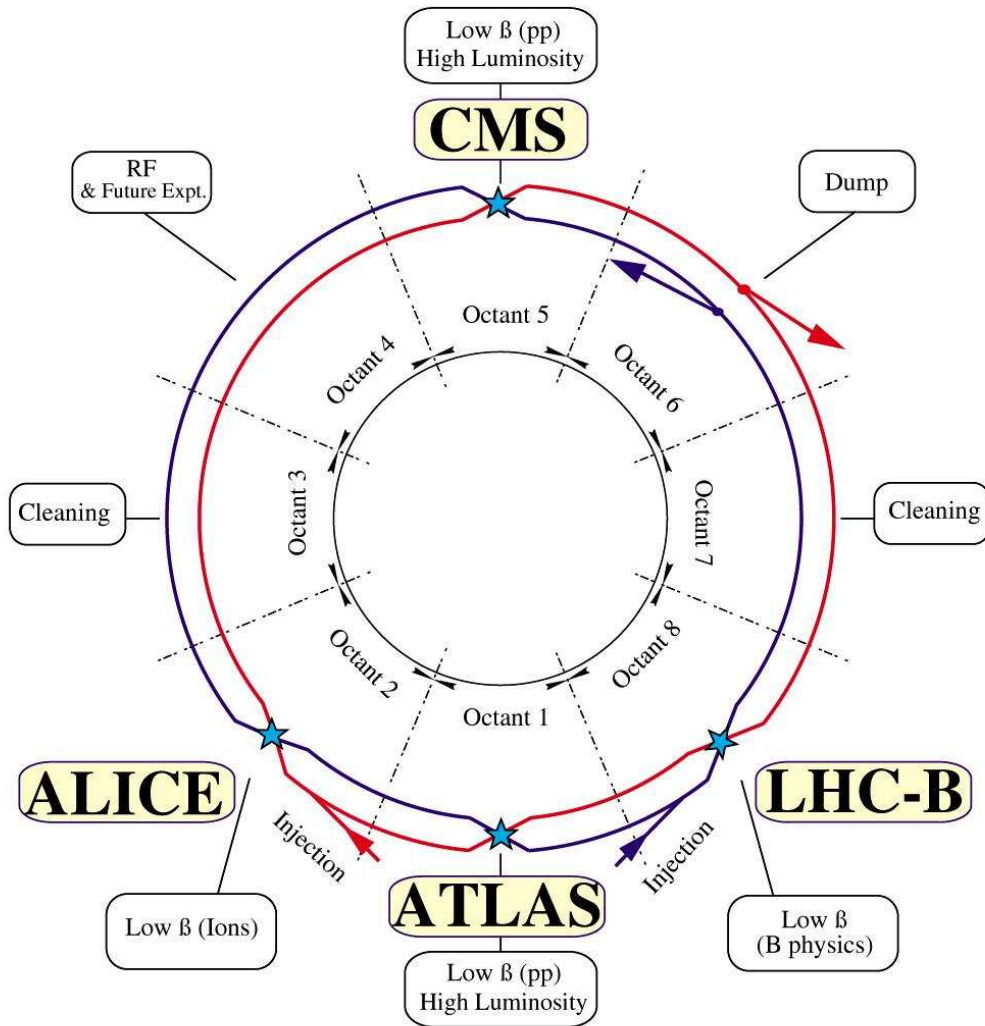 Low ß (pp)
High Luminosity
CMS
RF
& Future Expt.
Dump
Octant 5
Octant 4
Octant 6
Cleaning
Octant 3
Octant 7
Cleaning
Octant 2
Octant 8
Octant 1
ALICE
LHC-B
Injection
Injection
ATLAS
Low ß (Ions)
Low ß
(B physics)
Low ß (pp)
High Luminosity